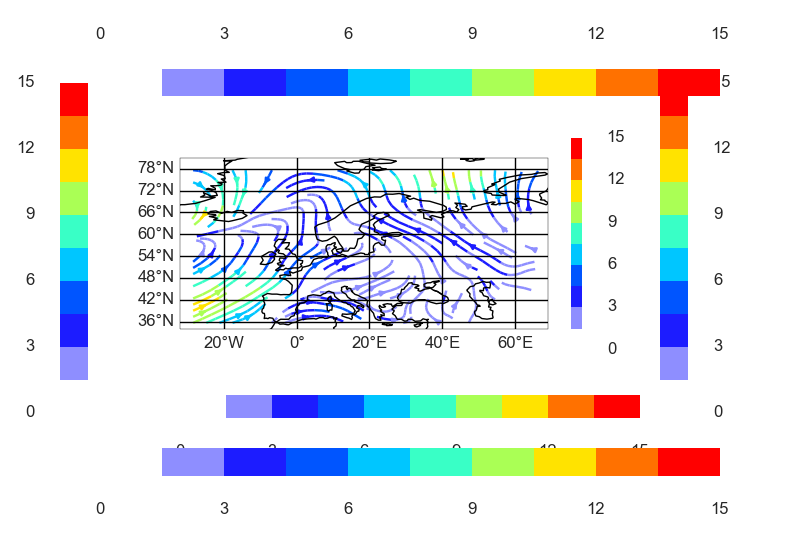 0 3 6 9 12 15
15 5
15
12 78°N 12 12
72°N
9 66°N 9 9
60°N
6 54°N 6 6
48°N
3 42°N 3 3
36°N
20°W 0° 20°E 40°E 60°E 0
0 0
0 3 6 9 12 15